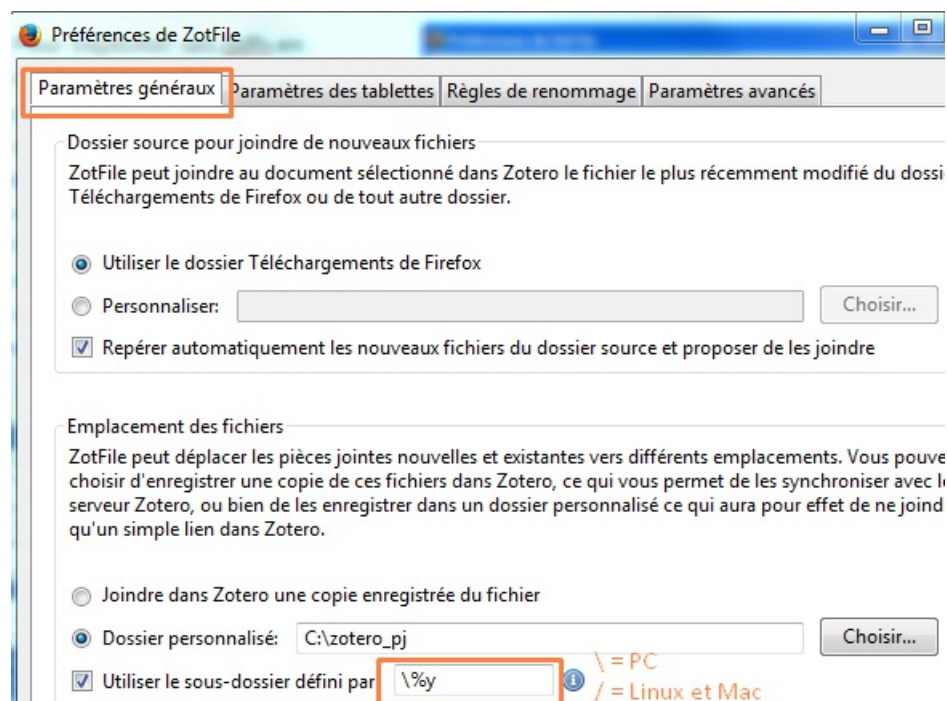 Préférences de ZotFile
Paramètres généraux Paramètres des tablettes Règles de renommage Paramètres avancés
Dossier source pour joindre de nouveaux fichiers
ZotFile peut joindre au document sélectionné dans Zotero le fichier le plus récemment modifié du dossi
Téléchargements de Firefox ou de tout autre dossier.
Utiliser le dossier Téléchargements de Firefox
Personnaliser: Choisir...
Repérer automatiquement les nouveaux fichiers du dossier source et proposer de les joindre
Emplacement des fichiers
ZotFile peut déplacer les pièces jointes nouvelles et existantes vers différents emplacements. Vous pouve
choisir d'enregistrer une copie de ces fichiers dans Zotero, ce qui vous permet de les synchroniser avec l
serveur Zotero, ou bien de les enregistrer dans un dossier personnalisé ce qui aura pour effet de ne joind
qu'un simple lien dans Zotero.
Joindre dans Zotero une copie enregistrée du fichier
Dossier personnalisé: C:\zotero_pj Choisir...
\ = PC
Utiliser le sous-dossier défini par \%y
/ = Linux et Mac